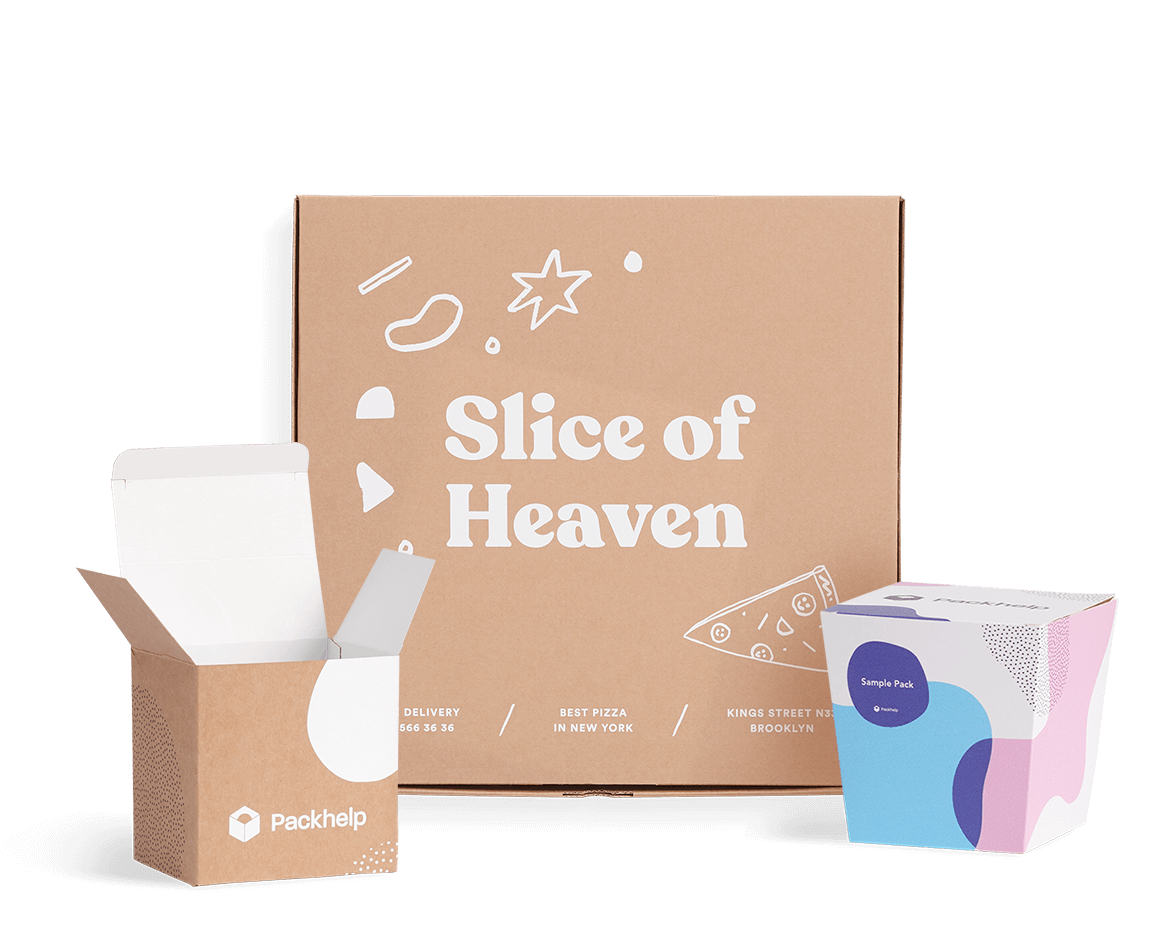 Slice of
Heaven
DELIVERY
566 36 36
BEST PIZZA
IN NEW YORK
KINGS STREET
BROOKLYN
Packhelp
Packhelp
Sample Pack
Packhelp